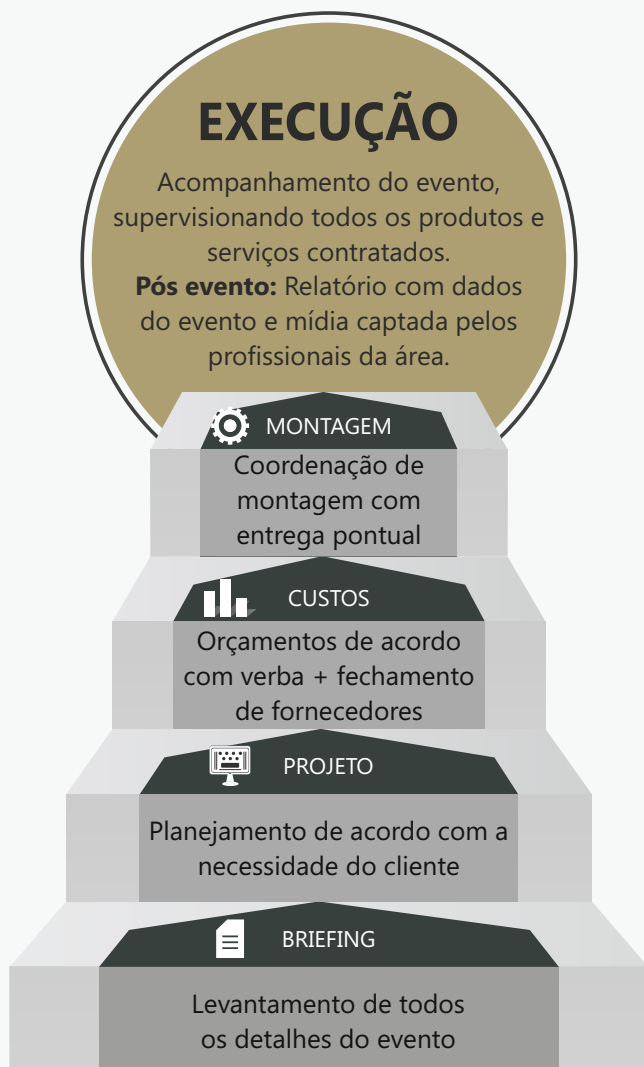 EXECUÇÃO
Acompanhamento do evento,
supervisionando todos os produtos e
serviços contratados.
Pós evento: Relatório com dados
do evento e mídia captada pelos
profissionais da área.
MONTAGEM
Coordenação de
montagem com
entrega pontual
CUSTOS
Orçamentos de acordo
com verba + fechamento
de fornecedores
PROJETO
Planejamento de acordo com a
necessidade do cliente
BRIEFING
Levantamento de todos
os detalhes do evento